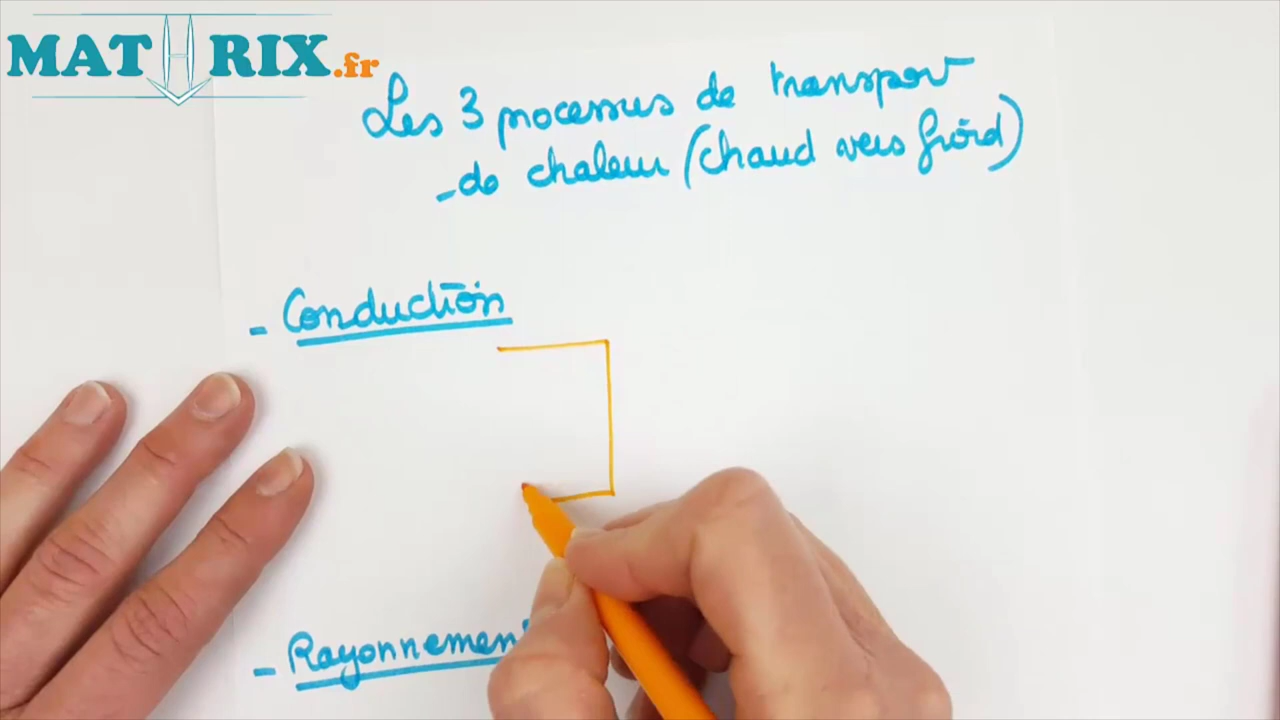 MATHRIX.fr
Les 3 processus de transport
de chaleur (chaud vers froid)
- Conduction
- Rayonnement